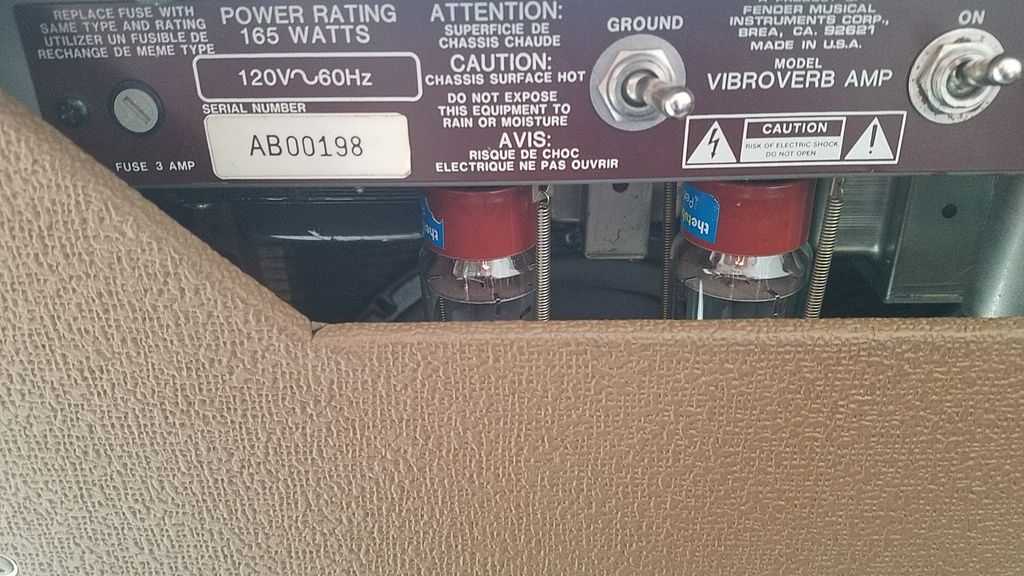 REPLACE FUSE WITH
SAME TYPE AND RATING
UTILIZER UN FUSIBLE DE
RECHANGE DE MEME TYPE
FUSE 3 AMP
POWER RATING
165 WATTS
120V∿60Hz
SERIAL NUMBER
AB00198
ATTENTION:
SUPERFICIE DE
CHASSIS CHAUDE
CAUTION:
CHASSIS SURFACE HOT
DO NOT EXPOSE
THIS EQUIPMENT TO
RAIN OR MOISTURE
AVIS:
RISQUE DE CHOC
ELECTRIQUE NE PAS OUVRIR
GROUND
A PRODUCT OF
FENDER MUSICAL
INSTRUMENTS CORP.,
BREA, CA. 92621
MADE IN U.S.A.
MODEL
VIBROVERB AMP
CAUTION
RISK OF ELECTRIC SHOCK
DO NOT OPEN
ON